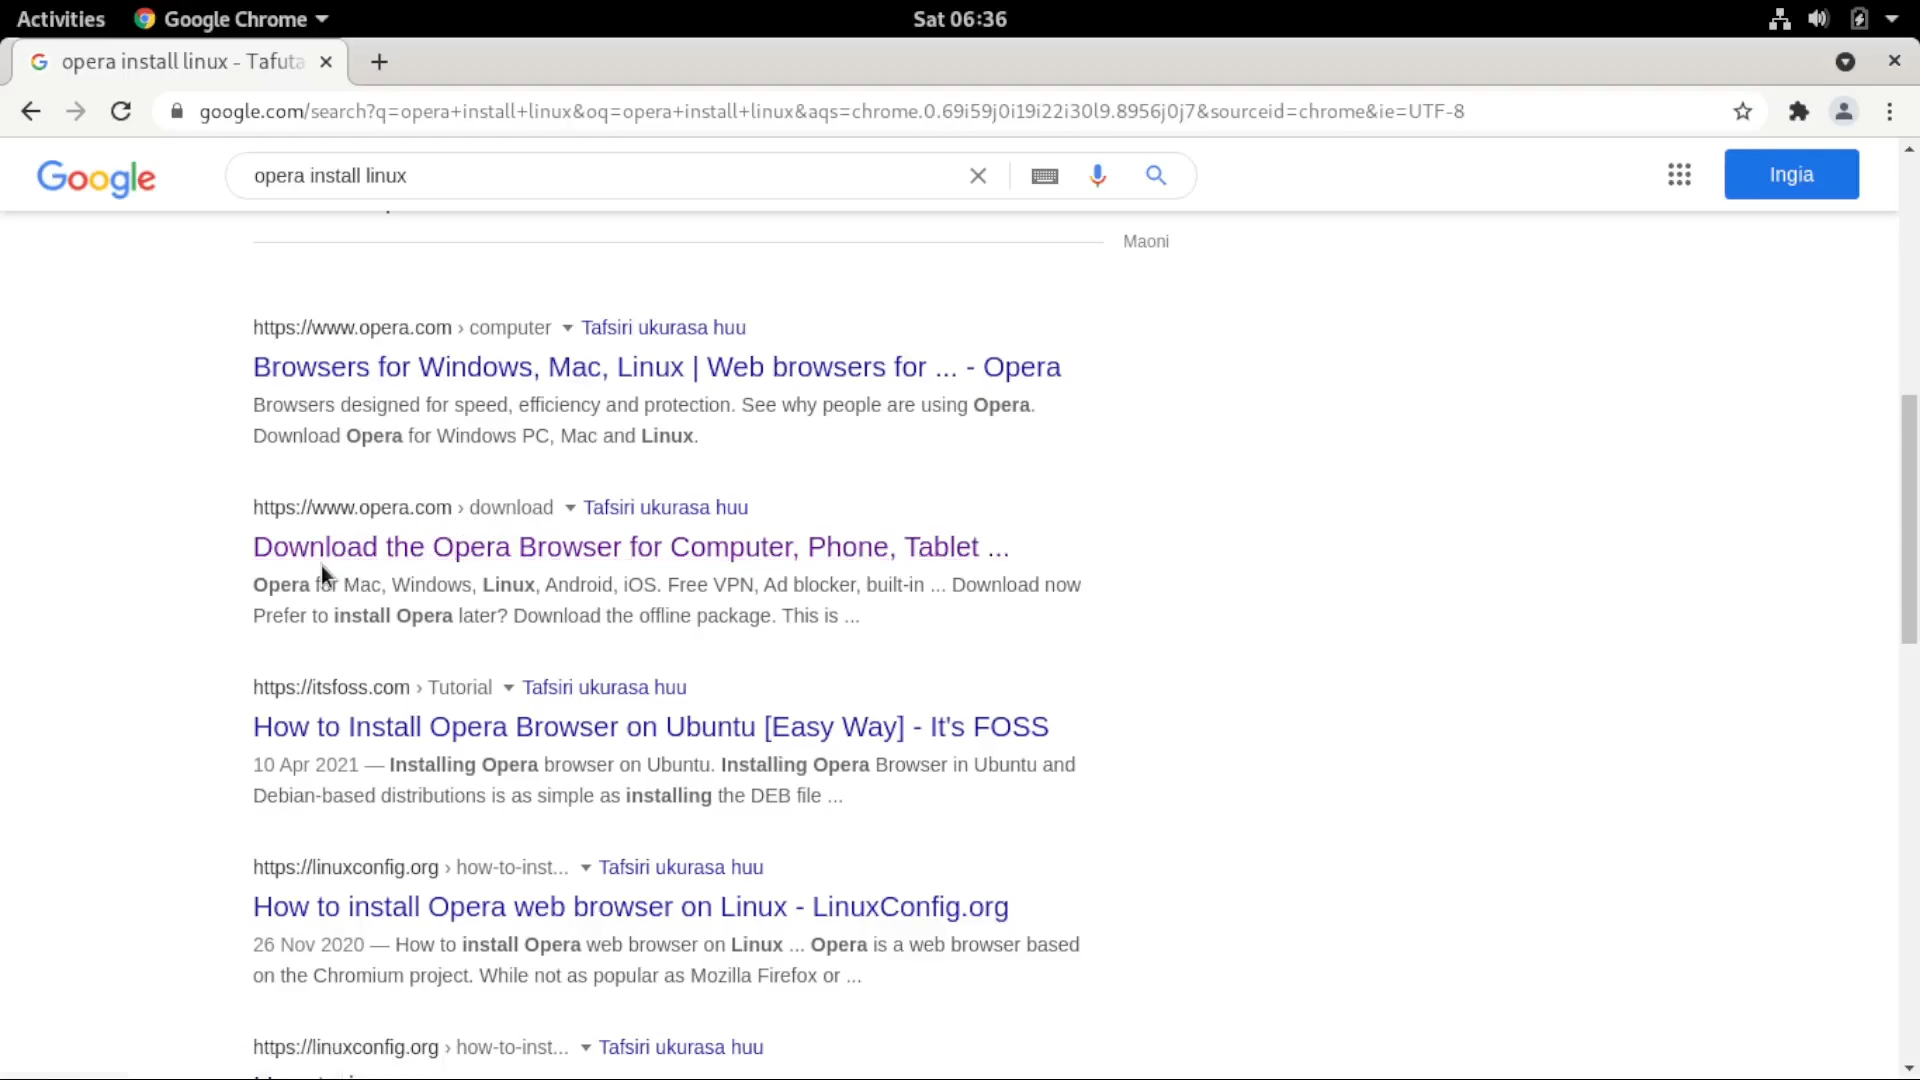 Activities Google Chrome Sat 06:36
opera install linux - Tafuta
google.com/search?q=opera+install+linux&oq=opera+install+linux&aqs=chrome.0.69i59j0i19i22i30l9.8956j0j7&sourceid=chrome&ie=UTF-8
Google opera install linux Ingia
Maoni
https://www.opera.com › computer Tafsiri ukurasa huu
Browsers for Windows, Mac, Linux | Web browsers for ... - Opera
Browsers designed for speed, efficiency and protection. See why people are using Opera.
Download Opera for Windows PC, Mac and Linux.
https://www.opera.com › download Tafsiri ukurasa huu
Download the Opera Browser for Computer, Phone, Tablet ...
Opera for Mac, Windows, Linux, Android, iOS. Free VPN, Ad blocker, built-in ... Download now
Prefer to install Opera later? Download the offline package. This is ...
https://itsfoss.com › Tutorial Tafsiri ukurasa huu
How to Install Opera Browser on Ubuntu [Easy Way] - It's FOSS
10 Apr 2021 — Installing Opera browser on Ubuntu. Installing Opera Browser in Ubuntu and
Debian-based distributions is as simple as installing the DEB file ...
https://linuxconfig.org › how-to-inst... Tafsiri ukurasa huu
How to install Opera web browser on Linux - LinuxConfig.org
26 Nov 2020 — How to install Opera web browser on Linux ... Opera is a web browser based
on the Chromium project. While not as popular as Mozilla Firefox or ...
https://linuxconfig.org › how-to-inst... Tafsiri ukurasa huu